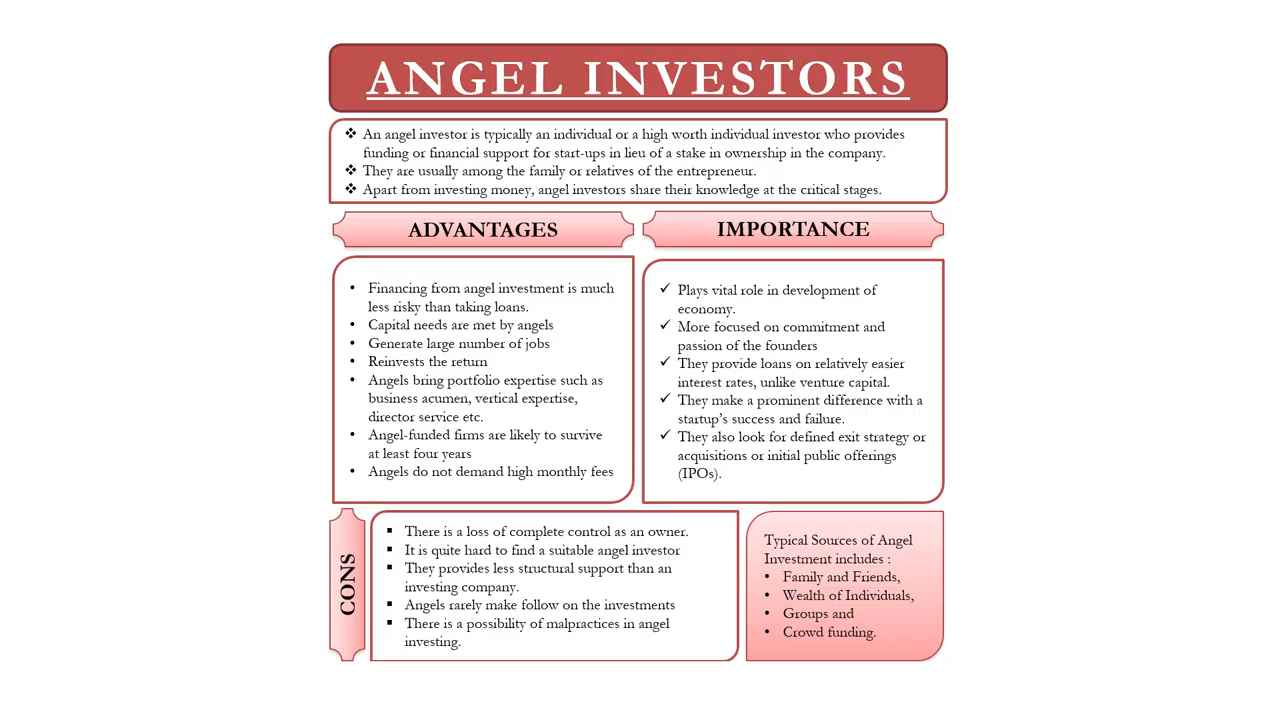 ANGEL INVESTORS
❖ An angel investor is typically an individual or a high worth individual investor who provides
funding or financial support for start-ups in lieu of a stake in ownership in the company.
❖ They are usually among the family or relatives of the entrepreneur.
❖ Apart from investing money, angel investors share their knowledge at the critical stages.
ADVANTAGES
• Financing from angel investment is much
less risky than taking loans.
• Capital needs are met by angels
• Generate large number of jobs
• Reinvests the return
• Angels bring portfolio expertise such as
business acumen, vertical expertise,
director service etc.
• Angel-funded firms are likely to survive
at least four years
• Angels do not demand high monthly fees
IMPORTANCE
✓ Plays vital role in development of
economy.
✓ More focused on commitment and
passion of the founders
✓ They provide loans on relatively easier
interest rates, unlike venture capital.
✓ They make a prominent difference with a
startup's success and failure.
✓ They also look for defined exit strategy or
acquisitions or initial public offerings
(IPOs).
CONS
▪ There is a loss of complete control as an owner.
▪ It is quite hard to find a suitable angel investor
▪ They provides less structural support than an
investing company.
▪ Angels rarely make follow on the investments
▪ There is a possibility of malpractices in angel
investing.
Typical Sources of Angel
Investment includes :
• Family and Friends,
• Wealth of Individuals,
• Groups and
• Crowd funding.